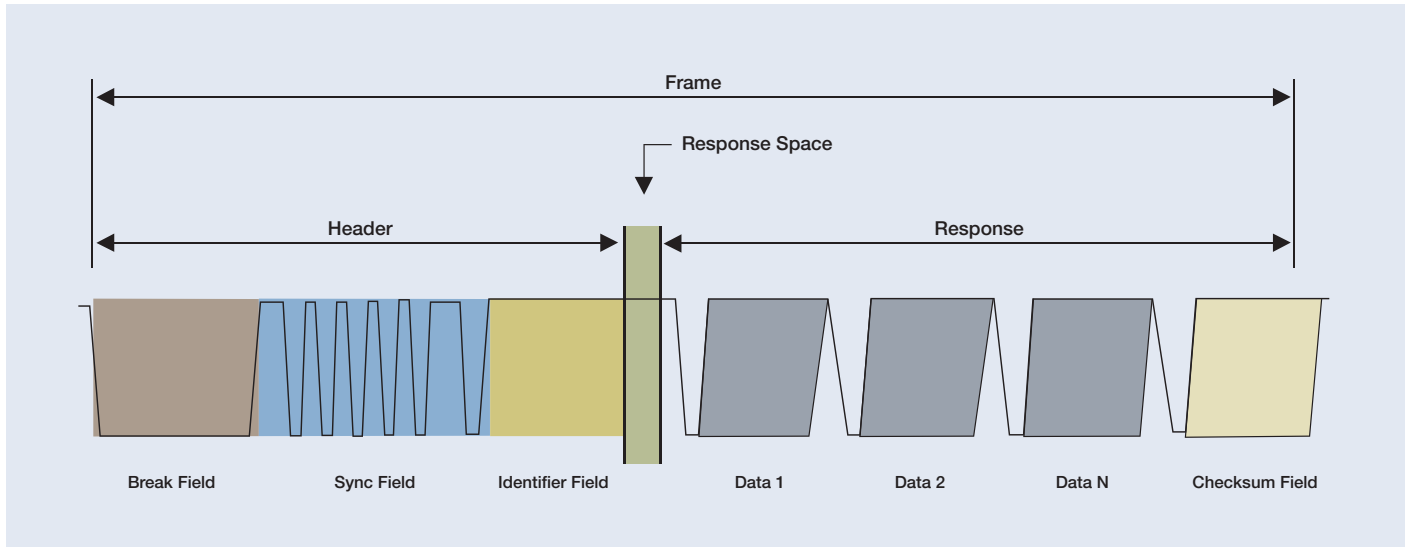 Frame
Response Space
Header
Response
Break Field
Sync Field
Identifier Field
Data 1
Data 2
Data N
Checksum Field